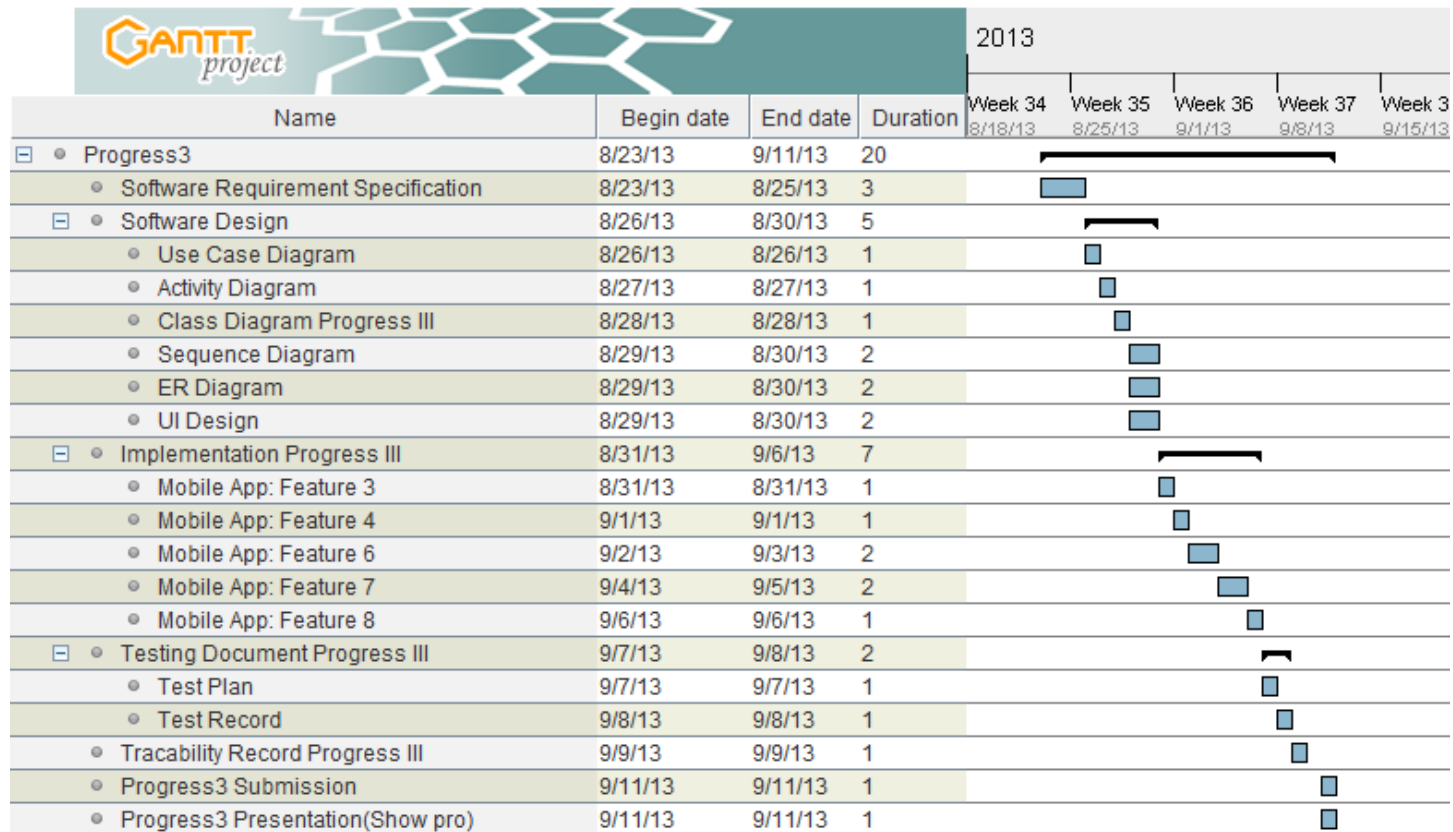 GANTT
project
2013
Week 34 Week 35 Week 36 Week 37 Week 3
8/18/13 8/25/13 9/1/13 9/8/13 9/15/13
Name Begin date End date Duration
Progress3 8/23/13 9/11/13 20
Software Requirement Specification 8/23/13 8/25/13 3
Software Design 8/26/13 8/30/13 5
Use Case Diagram 8/26/13 8/26/13 1
Activity Diagram 8/27/13 8/27/13 1
Class Diagram Progress III 8/28/13 8/28/13 1
Sequence Diagram 8/29/13 8/30/13 2
ER Diagram 8/29/13 8/30/13 2
UI Design 8/29/13 8/30/13 2
Implementation Progress III 8/31/13 9/6/13 7
Mobile App: Feature 3 8/31/13 8/31/13 1
Mobile App: Feature 4 9/1/13 9/1/13 1
Mobile App: Feature 6 9/2/13 9/3/13 2
Mobile App: Feature 7 9/4/13 9/5/13 2
Mobile App: Feature 8 9/6/13 9/6/13 1
Testing Document Progress III 9/7/13 9/8/13 2
Test Plan 9/7/13 9/7/13 1
Test Record 9/8/13 9/8/13 1
Tracability Record Progress III 9/9/13 9/9/13 1
Progress3 Submission 9/11/13 9/11/13 1
Progress3 Presentation(Show pro) 9/11/13 9/11/13 1